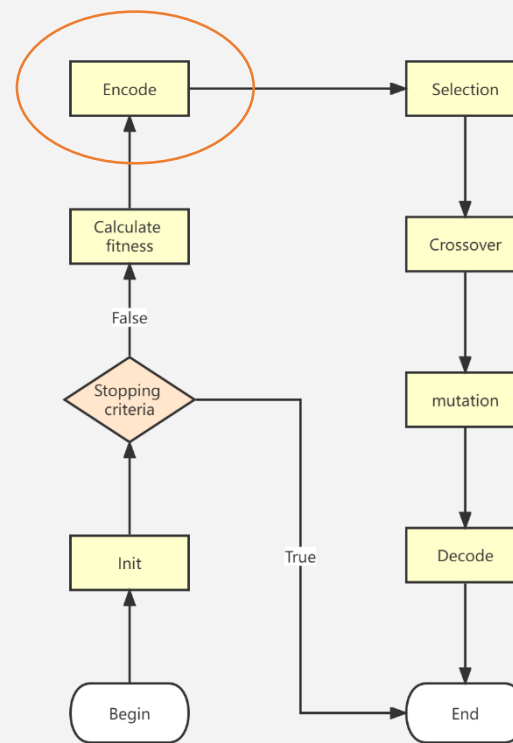 Encode
Selection
Calculate
fitness
Crossover
False
Stopping
criteria
mutation
Init
True
Decode
Begin
End